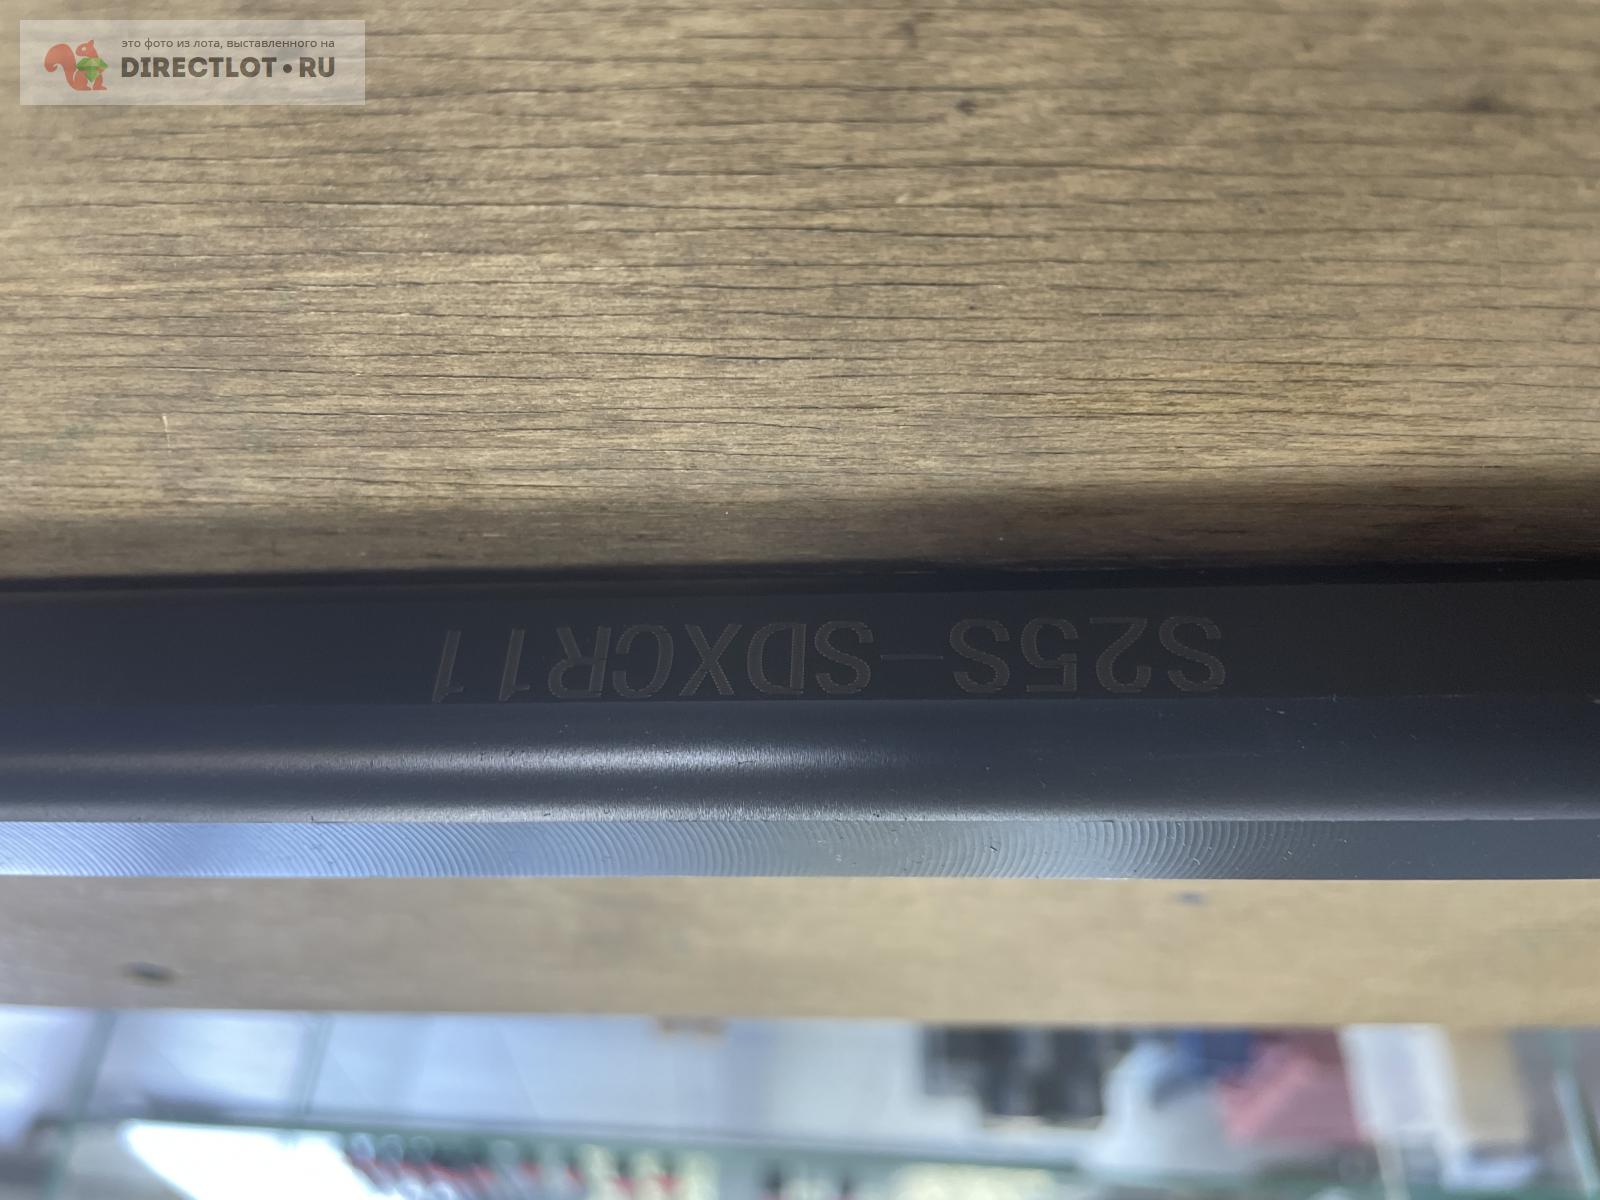 это фото из лота, выставленного на
DIRECTLOT•RU
S25S-SDXCR11